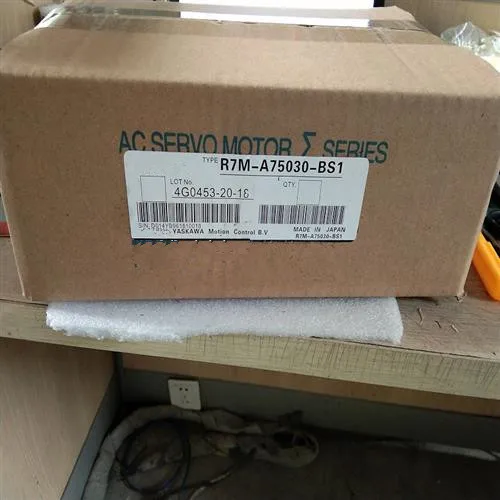 AC SERVO MOTOR Σ SERIES
TYPE R7M-A75030-BS1
LOT No. QTY.
4G0453-20-16
YASKAWA Motion Control B.V MADE IN JAPAN
R7M-A75030-BS1